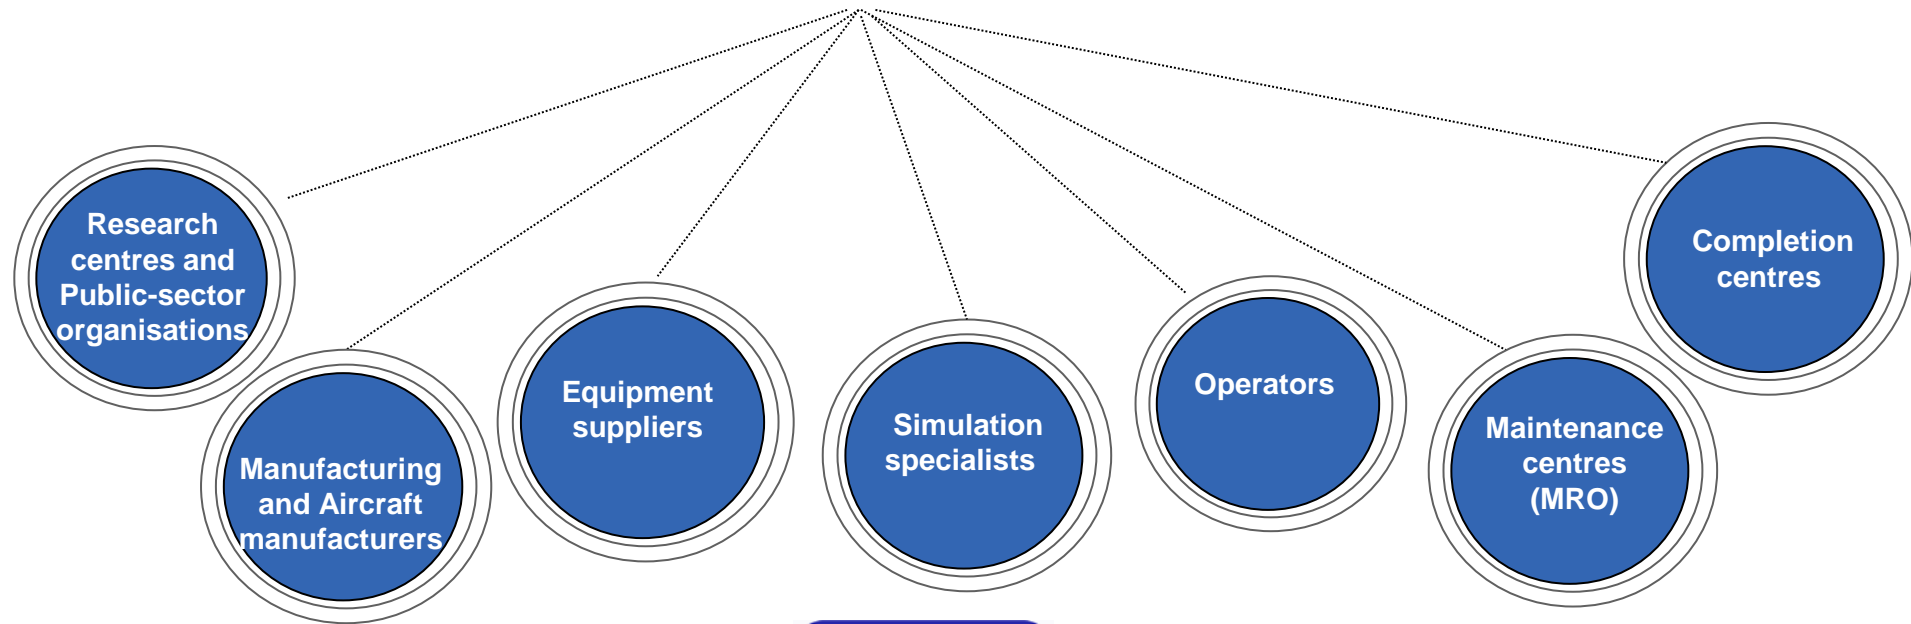 Research
centres and
Public-sector
organisations
Manufacturing
and Aircraft
manufacturers
Equipment
suppliers
Simulation
specialists
Operators
Maintenance
centres
(MRO)
Completion
centres